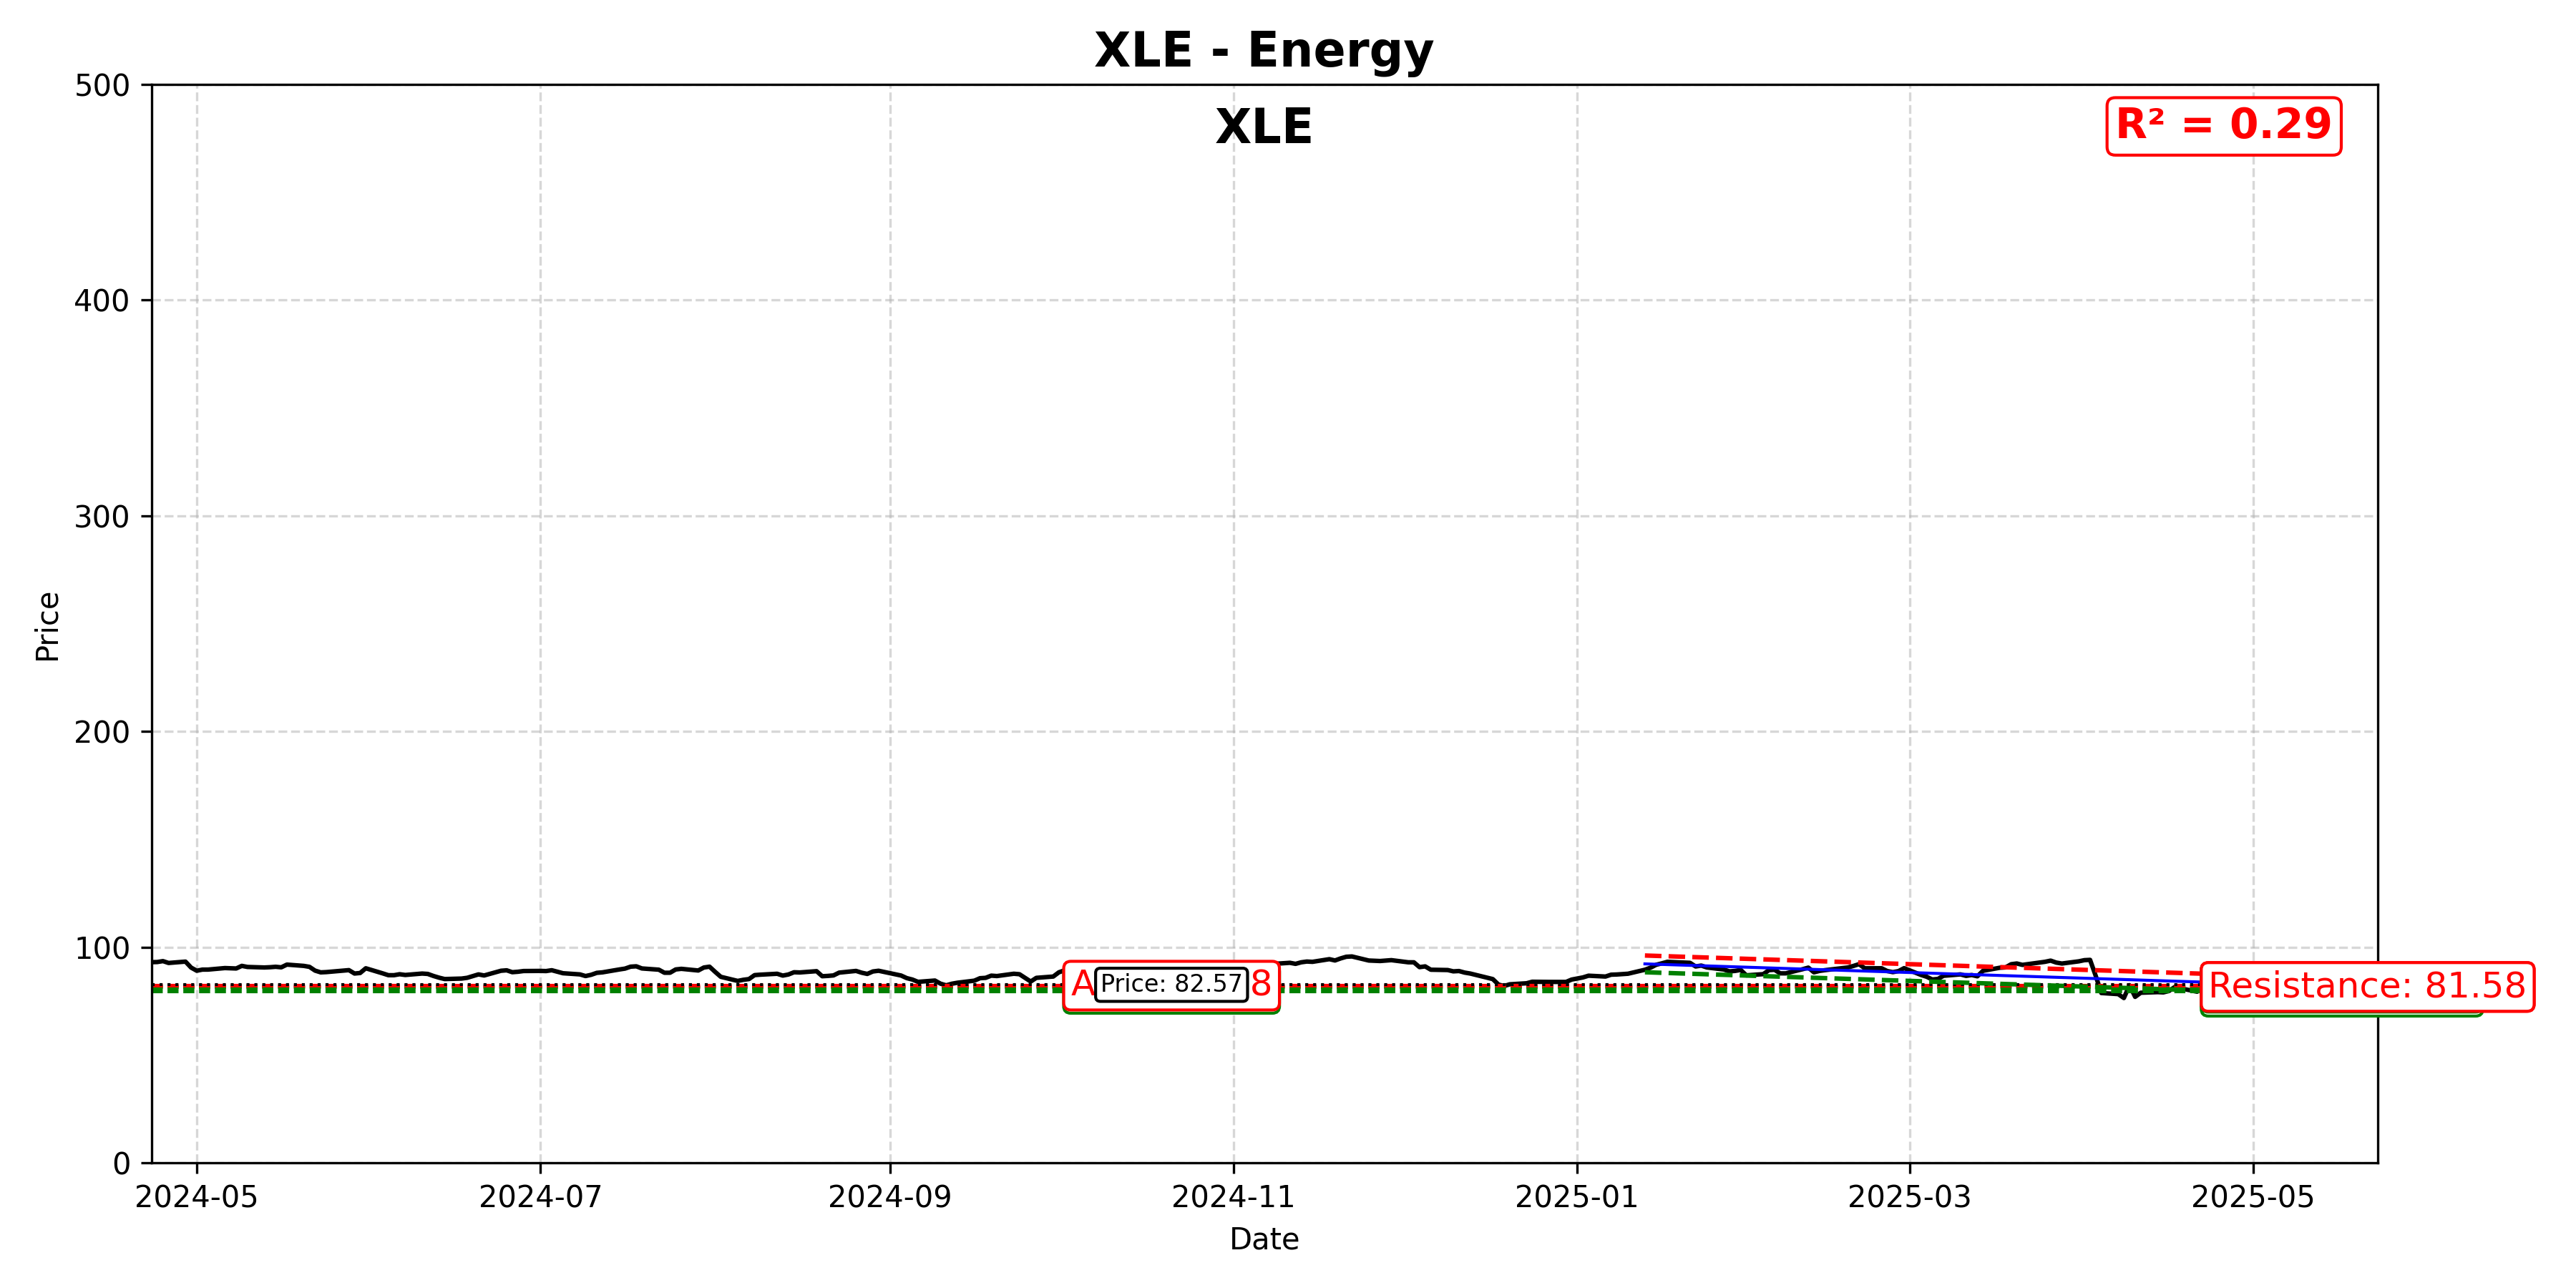 XLE - Energy
XLE
R² = 0.29
500
400
300
200
100
0
Price
A
Price: 82.57
8
Resistance: 81.58
2024-05
2024-07
2024-09
2024-11
2025-01
2025-03
2025-05
Date